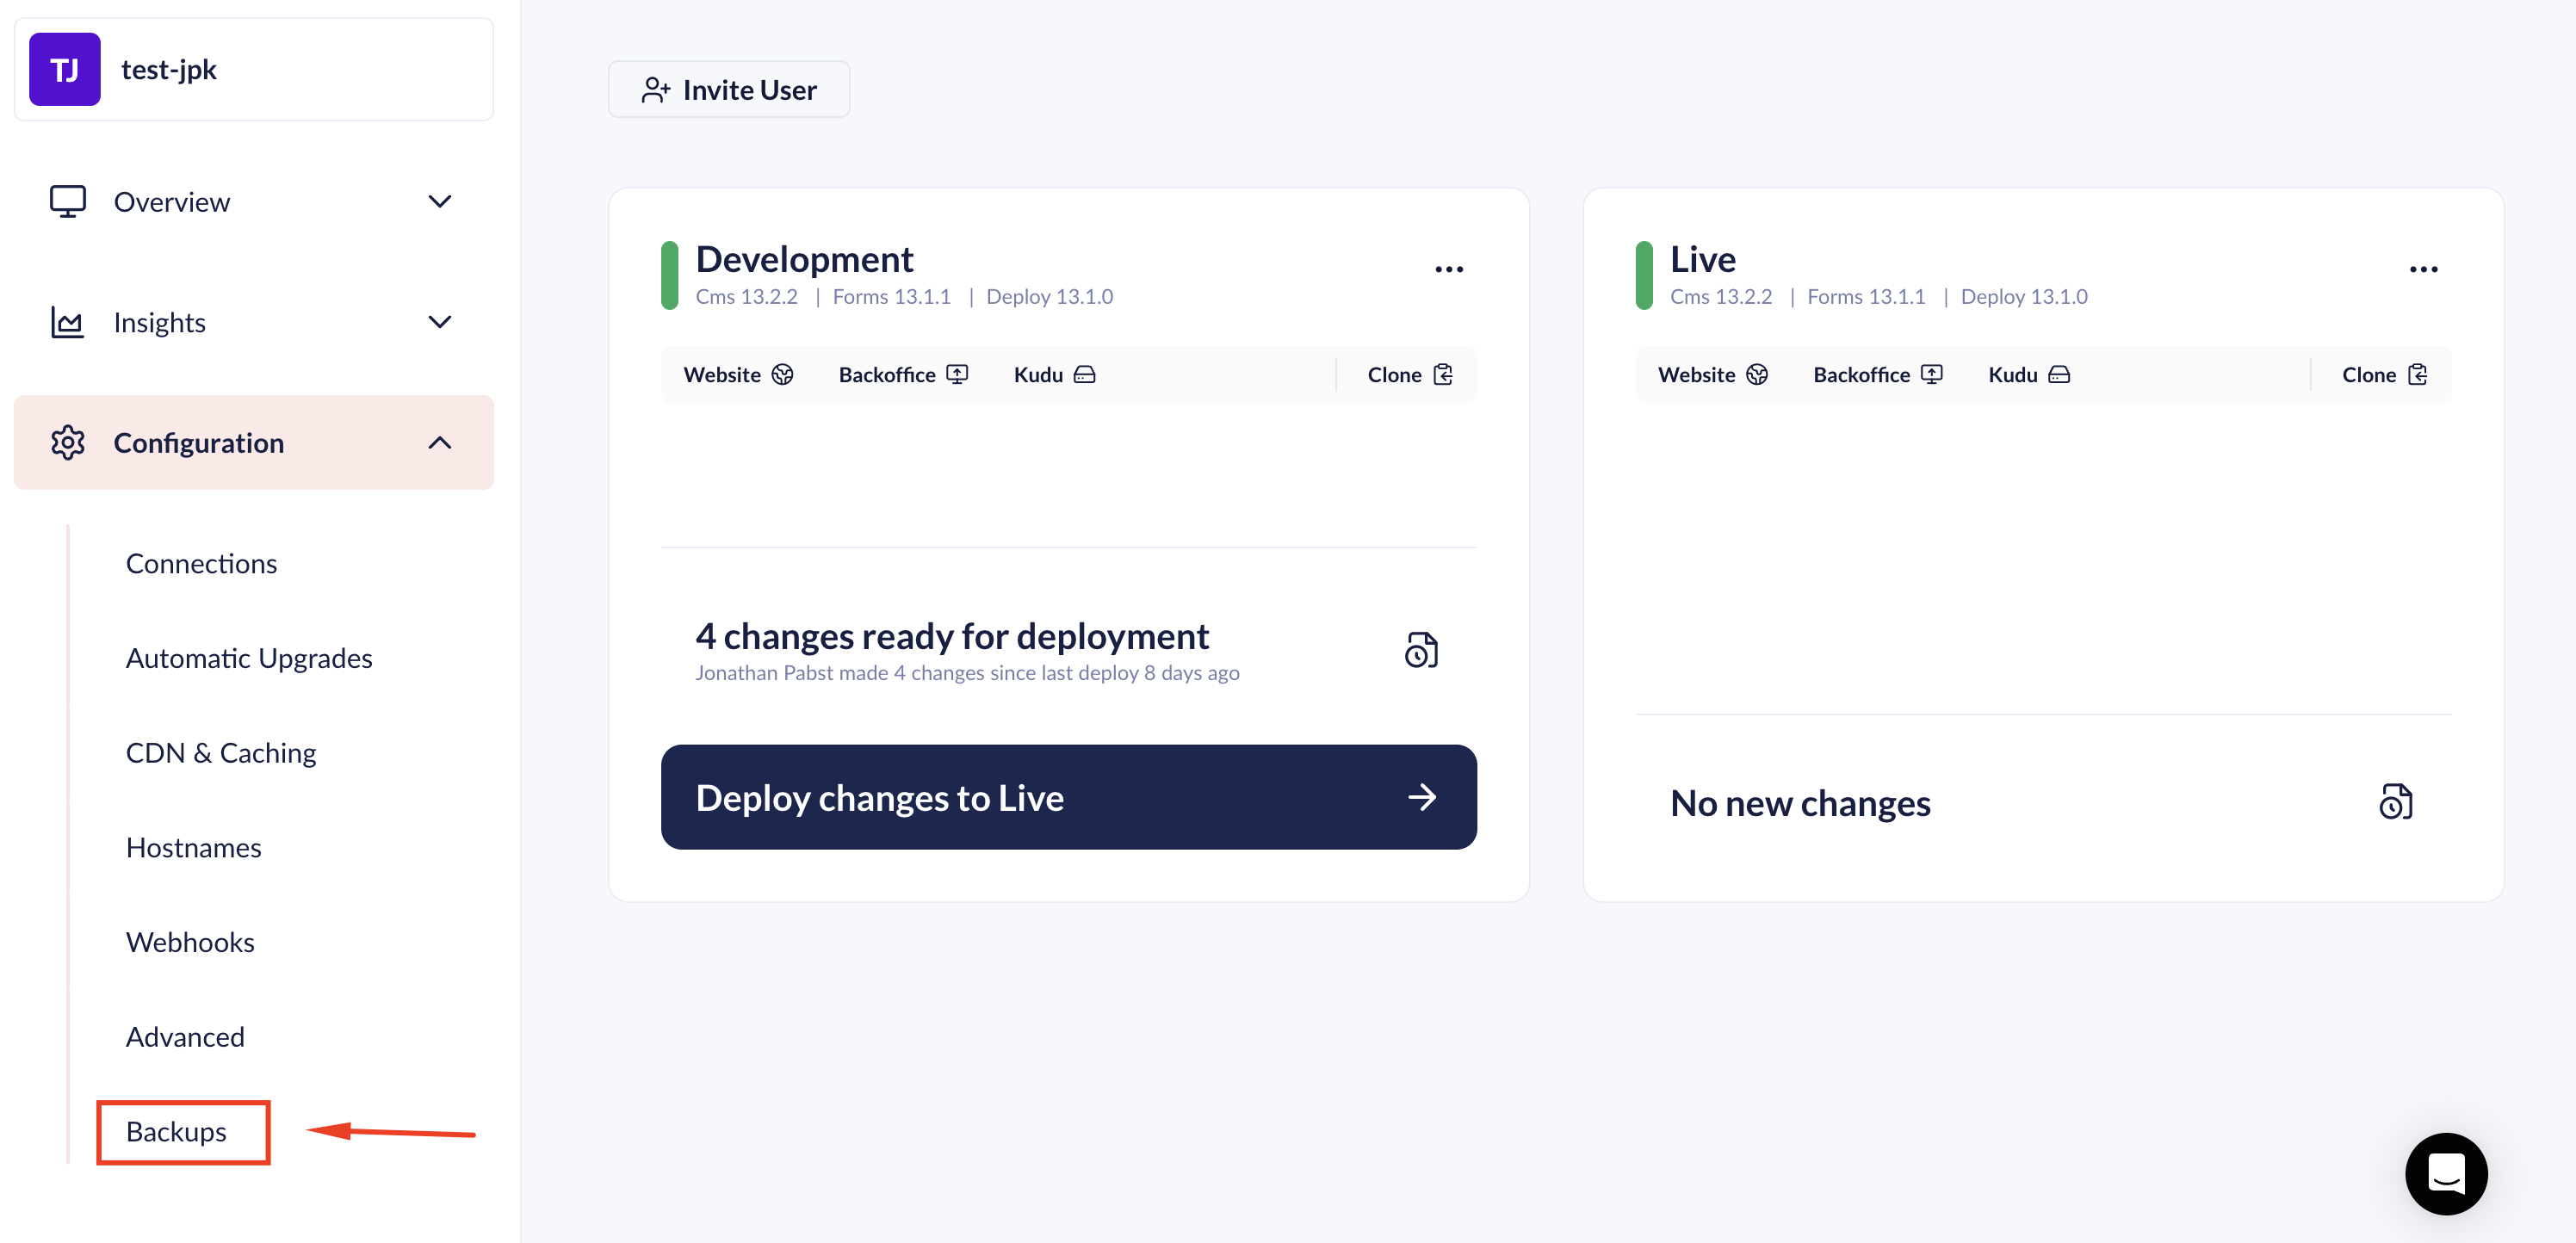 TJ
test-jpk
Overview
Insights
Configuration
Connections
Automatic Upgrades
CDN & Caching
Hostnames
Webhooks
Advanced
Backups
Invite User
Development
Cms 13.2.2 | Forms 13.1.1 | Deploy 13.1.0
Website Backoffice Kudu Clone
4 changes ready for deployment
Jonathan Pabst made 4 changes since last deploy 8 days ago
Deploy changes to Live
Live
Cms 13.2.2 | Forms 13.1.1 | Deploy 13.1.0
Website Backoffice Kudu Clone
No new changes